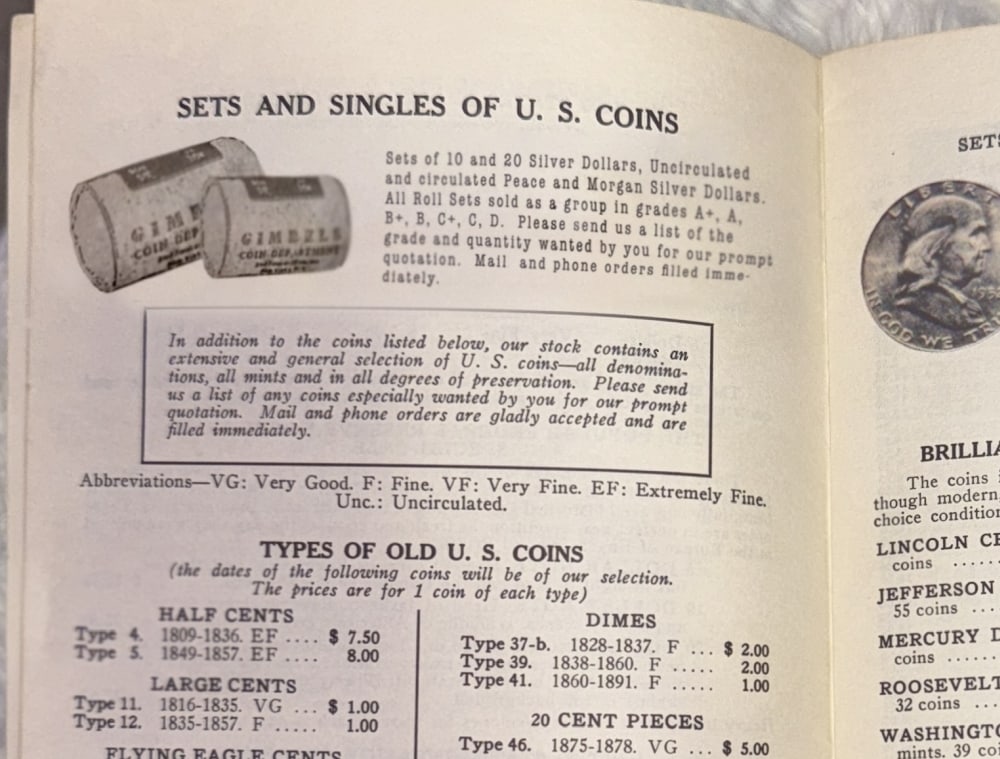 SETS AND SINGLES OF U. S. COINS
GIMB
COIN DEP
GIMBELS
COIN DEPARTMENT
Sets of 10 and 20 Silver Dollars, Uncirculated
and circulated Peace and Morgan Silver Dollars.
All Roll Sets sold as a group in grades A+, A,
B+, B, C+, C, D. Please send us a list of the
grade and quantity wanted by you for our prompt
quotation. Mail and phone orders filled imme-
diately.
In addition to the coins listed below, our stock contains an
extensive and general selection of U. S. coins—all denomina-
tions, all mints and in all degrees of preservation. Please send
us a list of any coins especially wanted by you for our prompt
quotation. Mail and phone orders are gladly accepted and are
filled immediately.
Abbreviations—VG: Very Good. F: Fine. VF: Very Fine. EF: Extremely Fine.
Unc.: Uncirculated.
TYPES OF OLD U. S. COINS
(the dates of the following coins will be of our selection.
The prices are for 1 coin of each type)
HALF CENTS
Type 4. 1809-1836. EF .... $ 7.50
Type 5. 1849-1857. EF .... 8.00
LARGE CENTS
Type 11. 1816-1835. VG ... $ 1.00
Type 12. 1835-1857. F ..... 1.00
FLYING EAGLE CENTS
DIMES
Type 37-b. 1828-1837. F ... $ 2.00
Type 39. 1838-1860. F ..... 2.00
Type 41. 1860-1891. F ..... 1.00
20 CENT PIECES
Type 46. 1875-1878. VG ... $ 5.00
SETS
LIBERT
IN GOD WE TR
BRILLIA
The coins
though modern,
choice condition
LINCOLN CE
coins ......
JEFFERSON
55 coins ...
MERCURY D
coins ......
ROOSEVELT
32 coins ...
WASHINGTO
mints. 39 coi